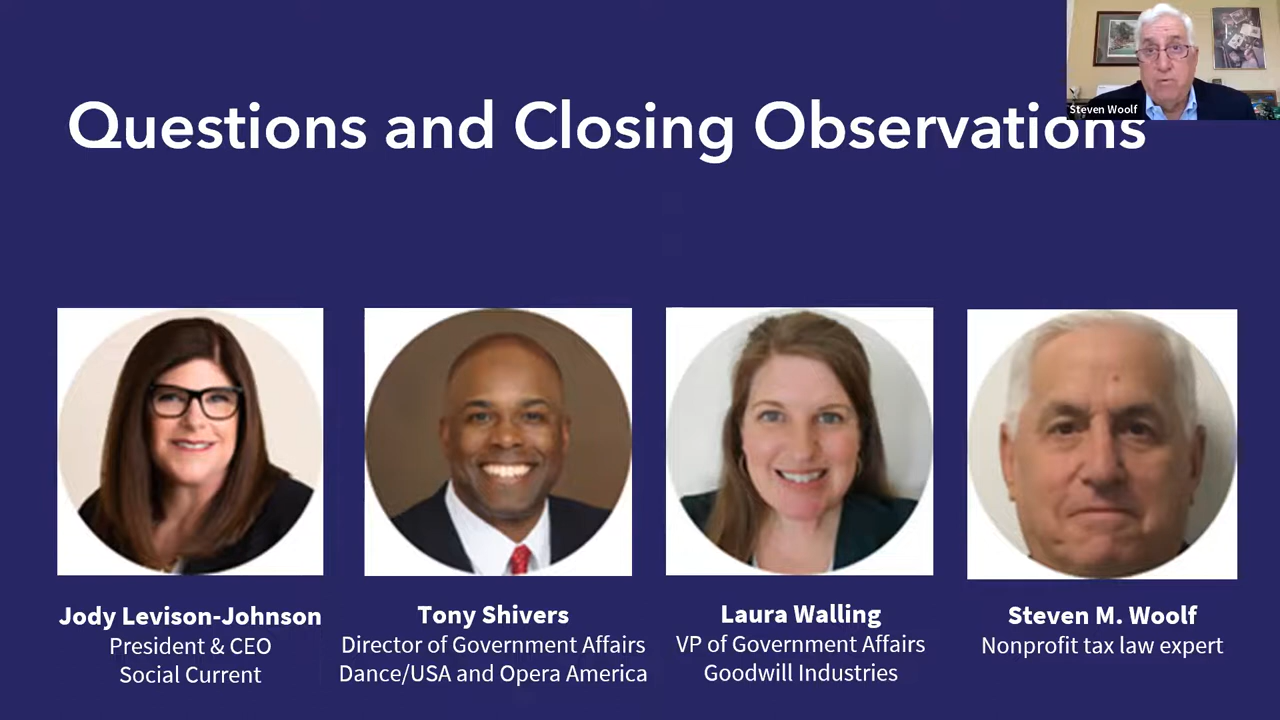 Steven Woolf
Questions and Closing Observations
Jody Levison-Johnson
President & CEO
Social Current
Tony Shivers
Director of Government Affairs
Dance/USA and Opera America
Laura Walling
VP of Government Affairs
Goodwill Industries
Steven M. Woolf
Nonprofit tax law expert